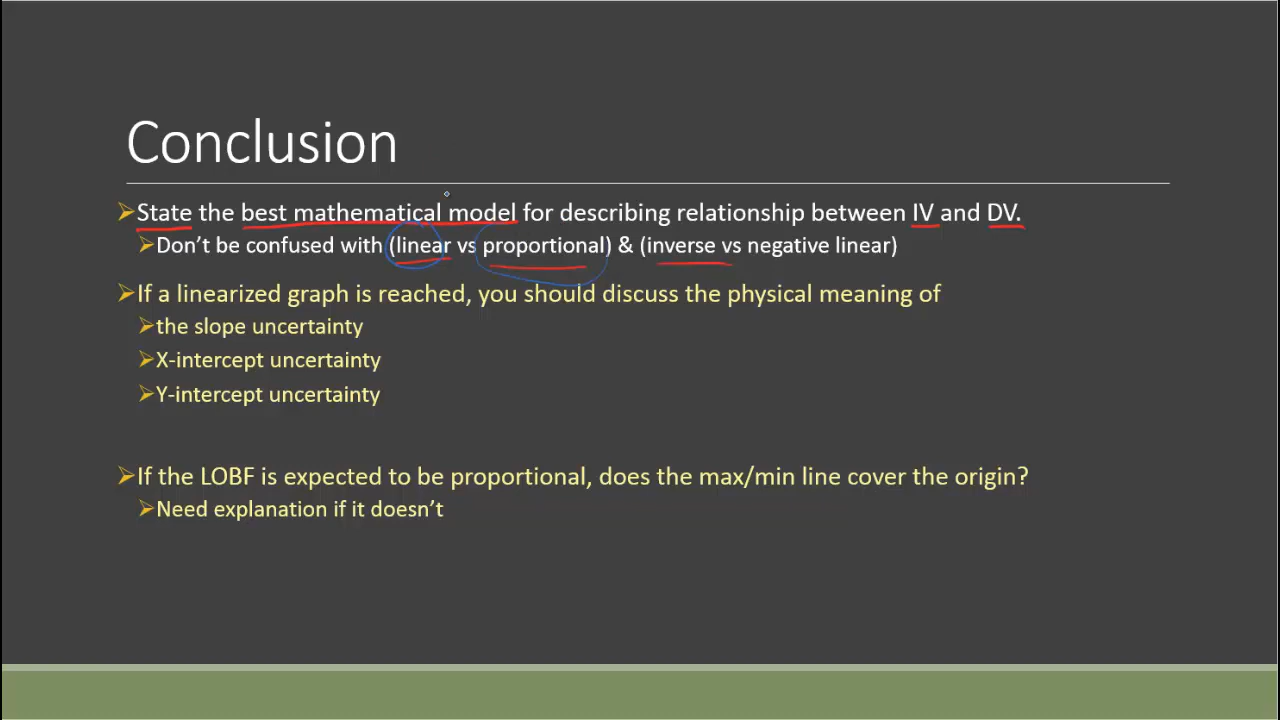 Conclusion
State the best mathematical model for describing relationship between IV and DV.
Don't be confused with (linear vs proportional) & (inverse vs negative linear)
If a linearized graph is reached, you should discuss the physical meaning of
the slope uncertainty
X-intercept uncertainty
Y-intercept uncertainty
If the LOBF is expected to be proportional, does the max/min line cover the origin?
Need explanation if it doesn't